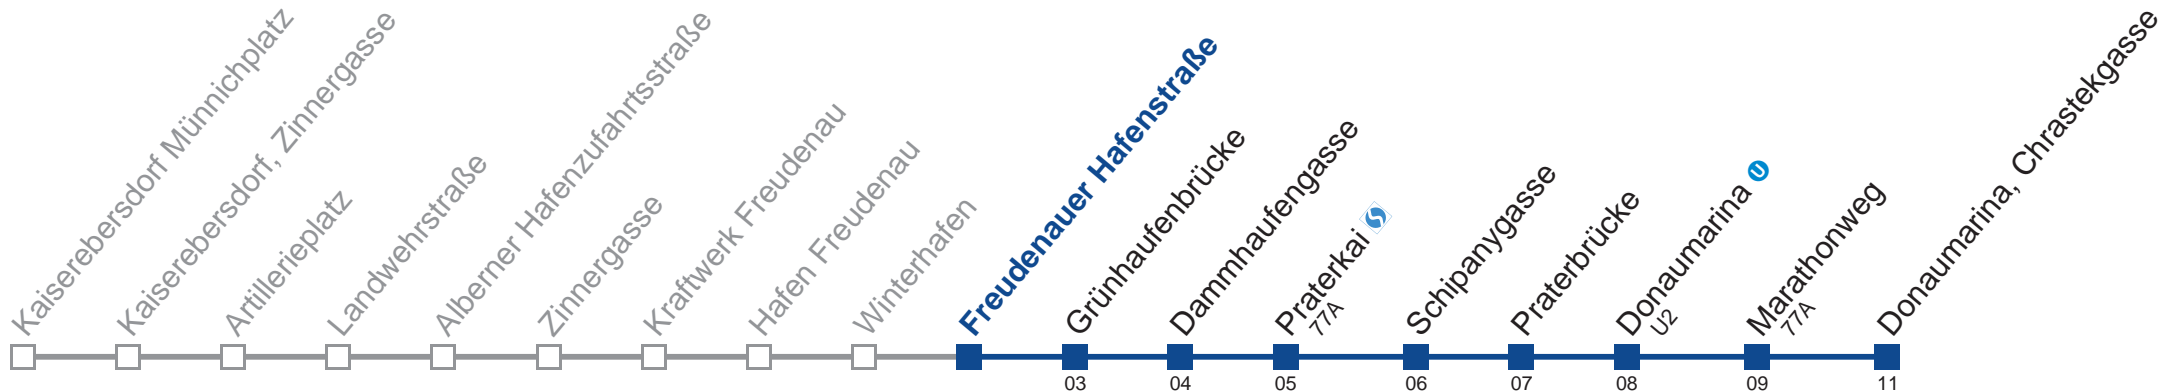 Kaiserebersdorf Münnichplatz
Kaiserebersdorf, Zinnergasse
Artillerieplatz
Landwehrstraße
Alberner Hafenzufahrtsstraße
Zinnergasse
Kraftwerk Freudenau
Hafen Freudenau
Winterhafen
Freudenauer Hafenstraße
Grünhaufenbrücke
03
Dammhaufengasse
04
Praterkai
77A
05
Schipanygasse
06
Praterbrücke
07
Donaumarina U
U2
08
Marathonweg
77A
09
Donaumarina, Chrastekgasse
11